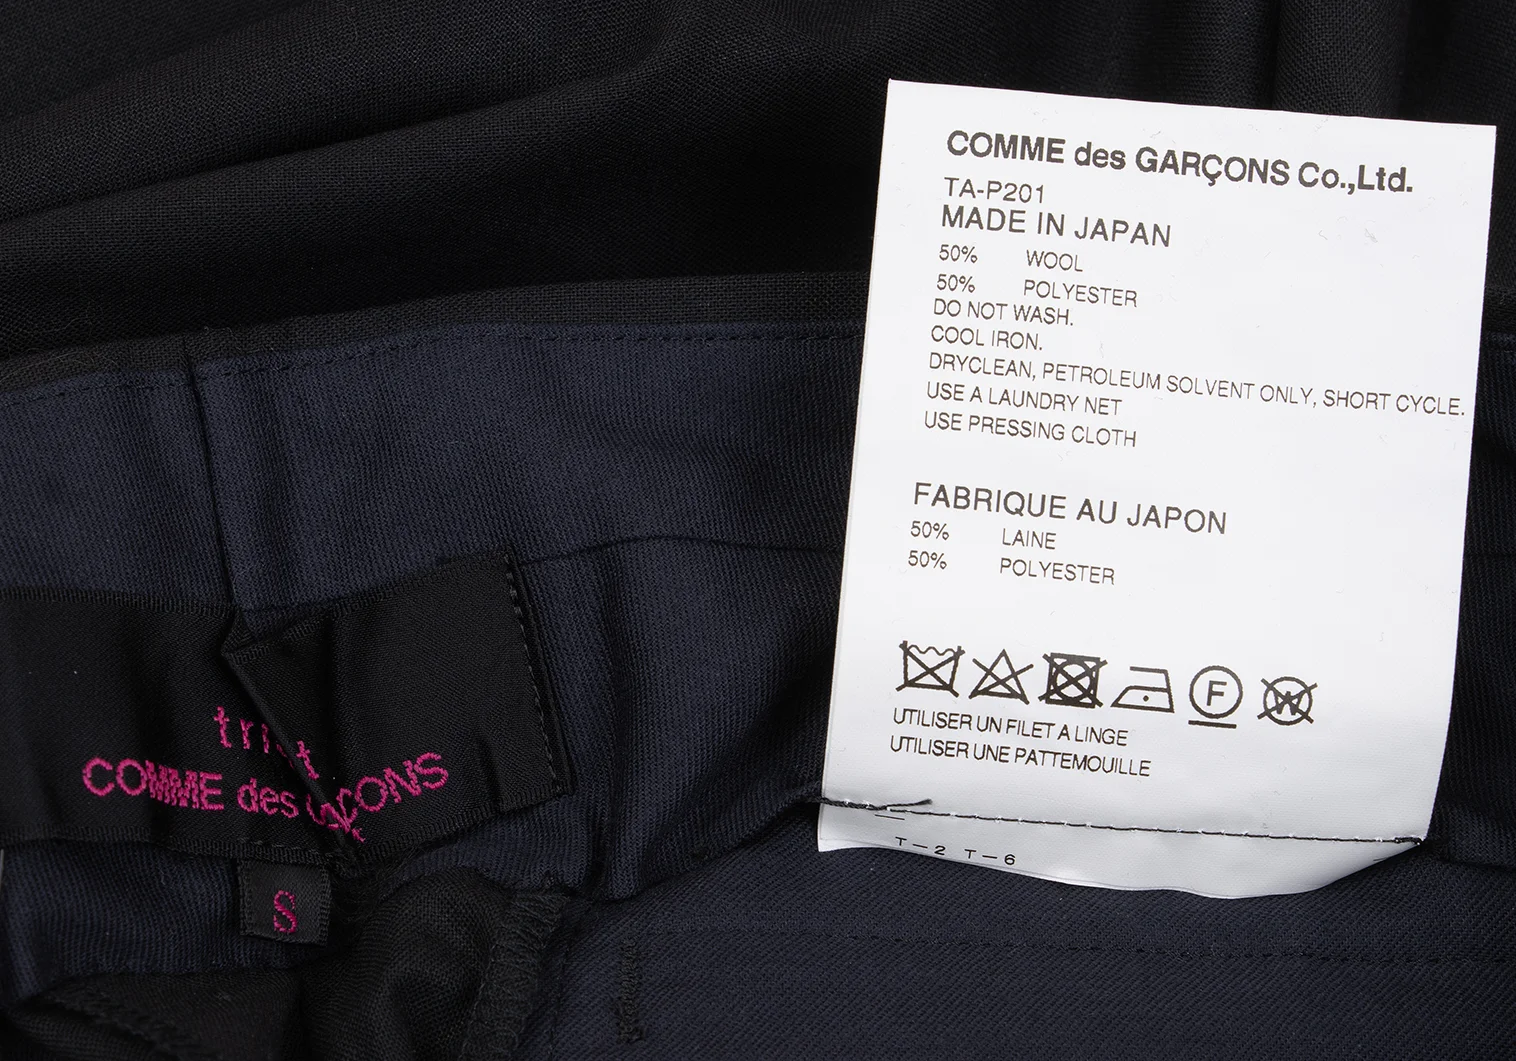 COMME des GARÇONS Co.,Ltd.
TA-P201
MADE IN JAPAN
50% WOOL
50% POLYESTER
DO NOT WASH.
COOL IRON.
DRYCLEAN, PETROLEUM SOLVENT ONLY, SHORT CYCLE.
USE A LAUNDRY NET
USE PRESSING CLOTH
FABRIQUE AU JAPON
50% LAINE
50% POLYESTER
F W
UTILISER UN FILET A LINGE
UTILISER UNE PATTEMOUILLE
T-2 T-6
COMME des
S